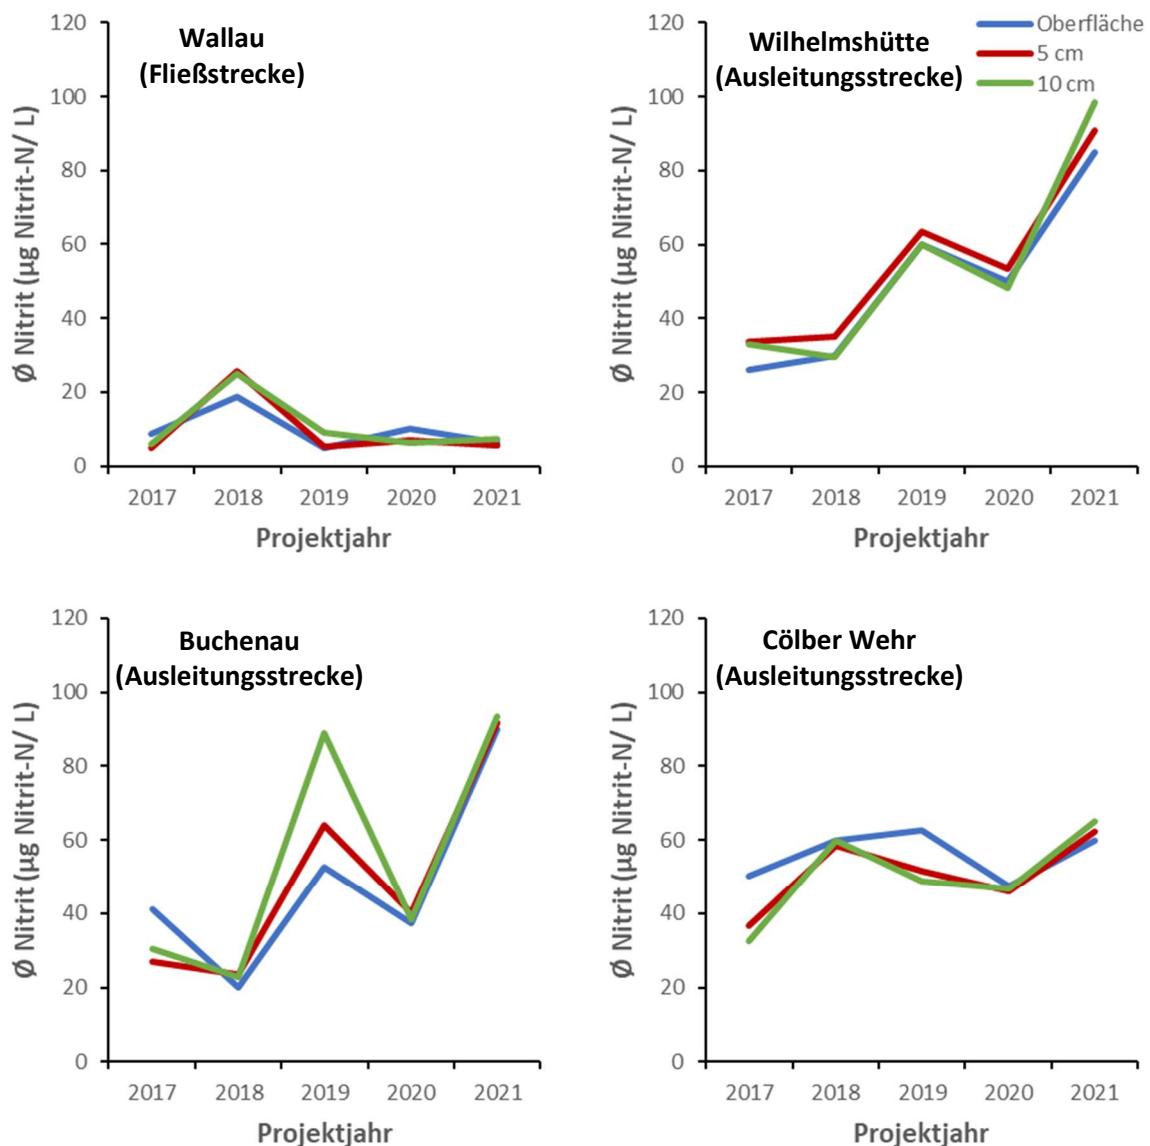 Wallau
(Fließstrecke)
Ø Nitrit (µg Nitrit-N/ L)
120
100
80
60
40
20
0
2017 2018 2019 2020 2021
Projektjahr
Wilhelmshütte
(Ausleitungsstrecke)
Oberfläche
5 cm
10 cm
Ø Nitrit (µg Nitrit-N/ L)
120
100
80
60
40
20
0
2017 2018 2019 2020 2021
Projektjahr
Buchenau
(Ausleitungsstrecke)
Ø Nitrit (µg Nitrit-N/ L)
120
100
80
60
40
20
0
2017 2018 2019 2020 2021
Projektjahr
Cölber Wehr
(Ausleitungsstrecke)
Ø Nitrit (µg Nitrit-N/ L)
120
100
80
60
40
20
0
2017 2018 2019 2020 2021
Projektjahr